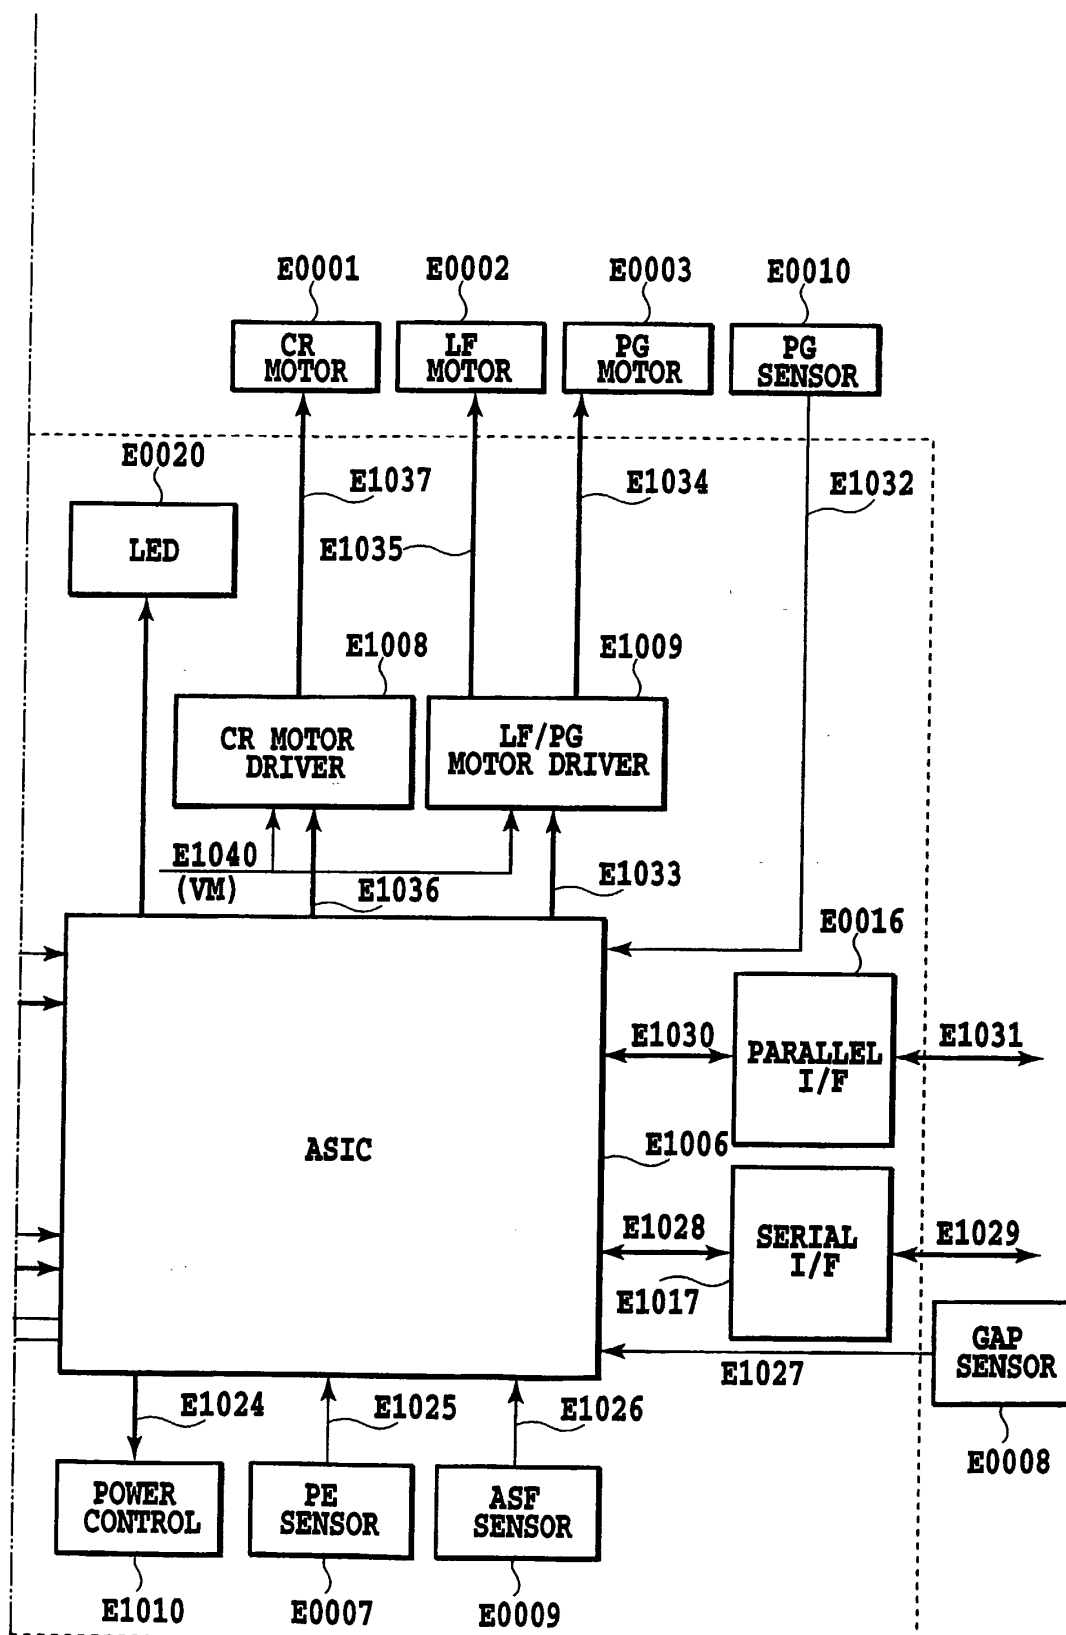 E0001
E0002
E0003
E0010
CR
MOTOR
LF
MOTOR
PG
MOTOR
PG
SENSOR
E0020
E1037
E1034
E1032
LED
E1035
E1008
E1009
CR MOTOR
DRIVER
LF/PG
MOTOR DRIVER
E1040
(VM)
E1036
E1033
E0016
E1030
PARALLEL
I/F
E1031
ASIC
E1006
E1028
SERIAL
I/F
E1029
E1017
GAP
SENSOR
E1027
E1024
E1025
E1026
E0008
POWER
CONTROL
PE
SENSOR
ASF
SENSOR
E1010
E0007
E0009